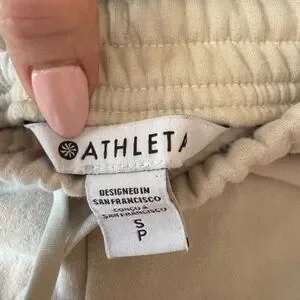 ATHLETA
DESIGNED IN
SAN FRANCISCO
CONÇU À
SAN FRANCISCO
S
P